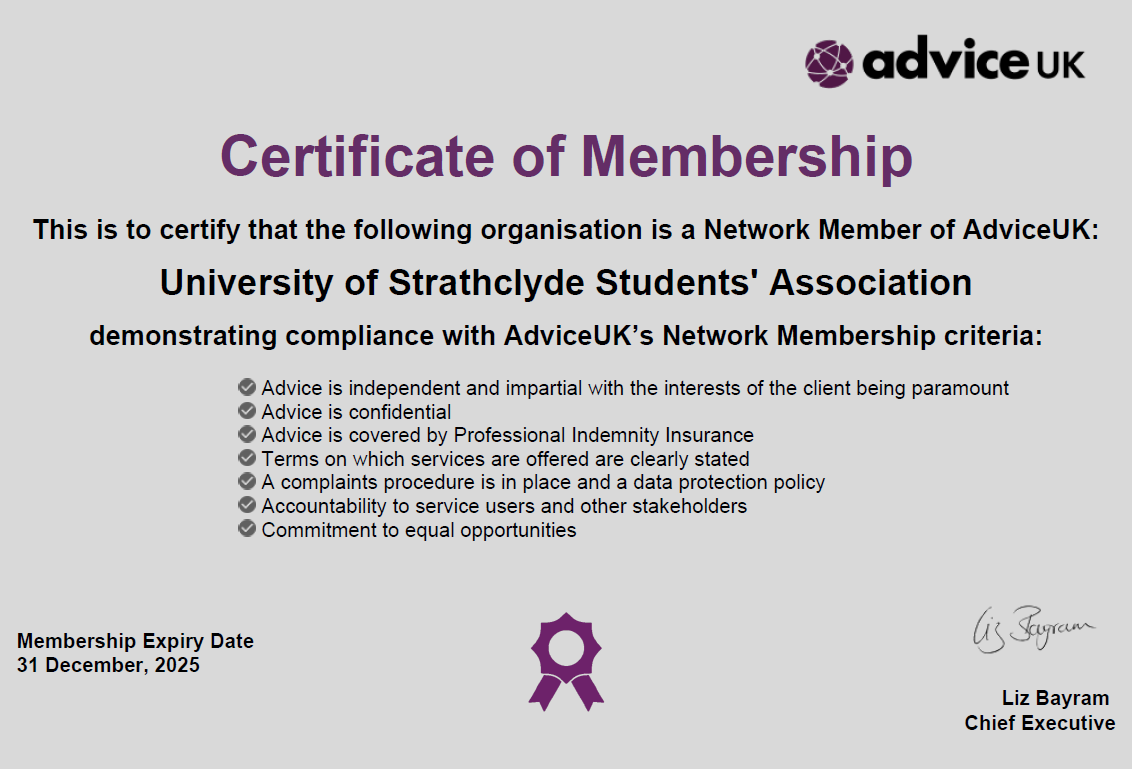 advice UK
Certificate of Membership
This is to certify that the following organisation is a Network Member of AdviceUK:
University of Strathclyde Students' Association
demonstrating compliance with AdviceUK’s Network Membership criteria:
Advice is independent and impartial with the interests of the client being paramount
Advice is confidential
Advice is covered by Professional Indemnity Insurance
Terms on which services are offered are clearly stated
A complaints procedure is in place and a data protection policy
Accountability to service users and other stakeholders
Commitment to equal opportunities
Membership Expiry Date
31 December, 2025
Liz Bayram
Liz Bayram
Chief Executive